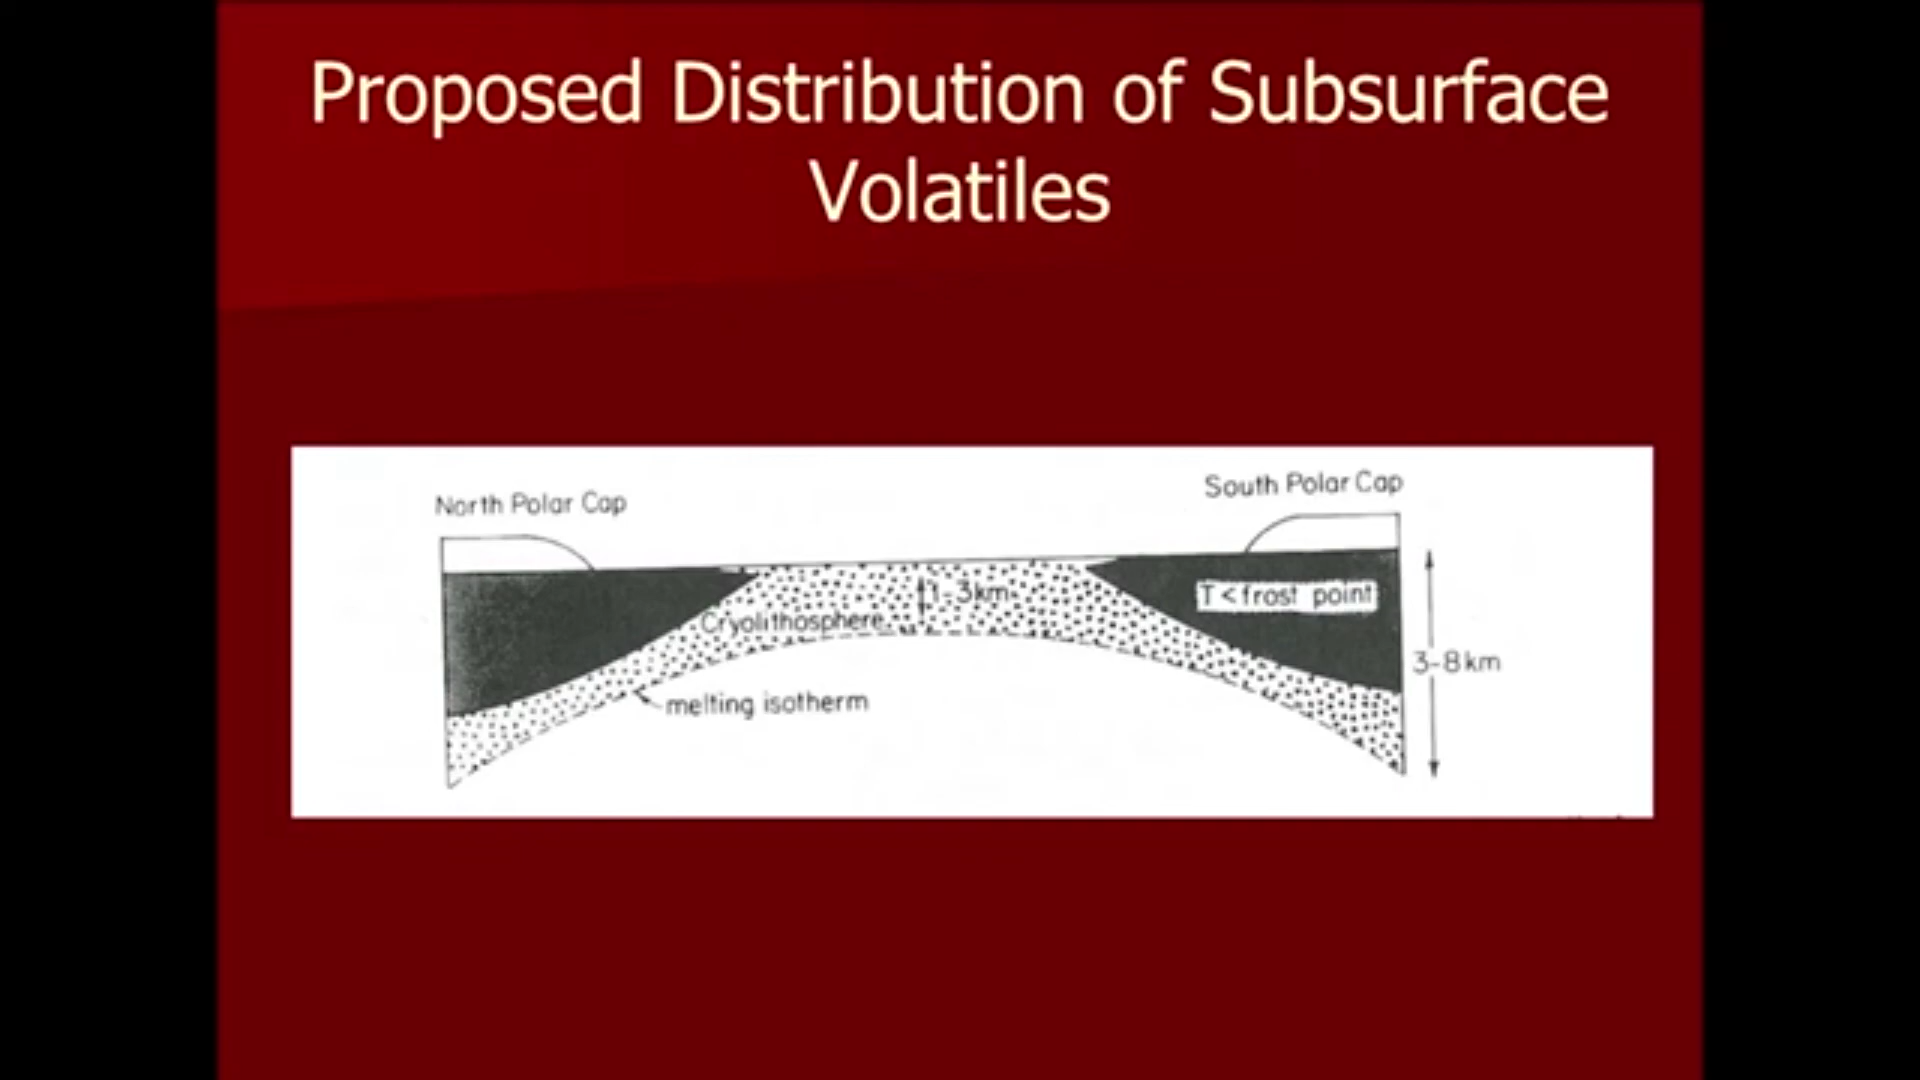 Proposed Distribution of Subsurface
Volatiles
North Polar Cap
South Polar Cap
T < frost point
1-3km
Cryolithosphere
3-8km
melting isotherm